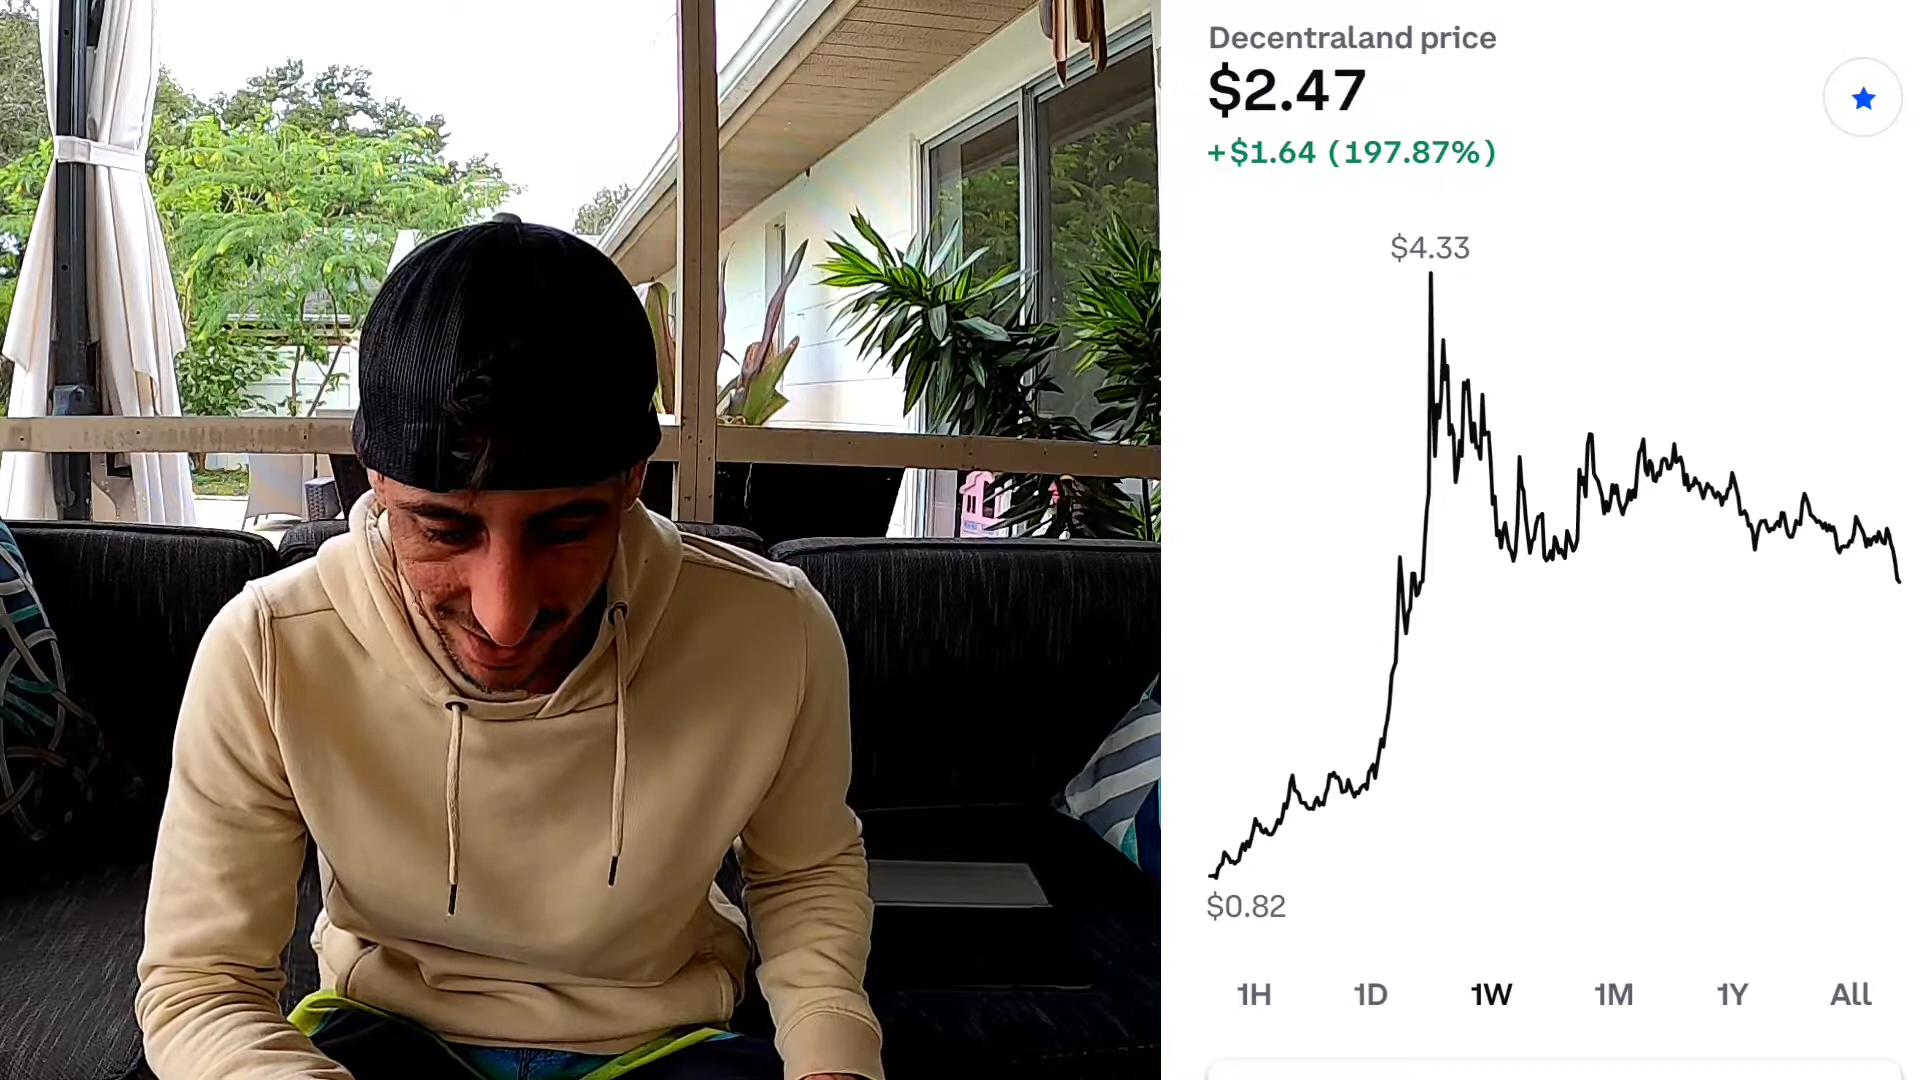 Decentraland price
$2.47
+$1.64 (197.87%)
$4.33
$0.82
1H 1D 1W 1M 1Y All